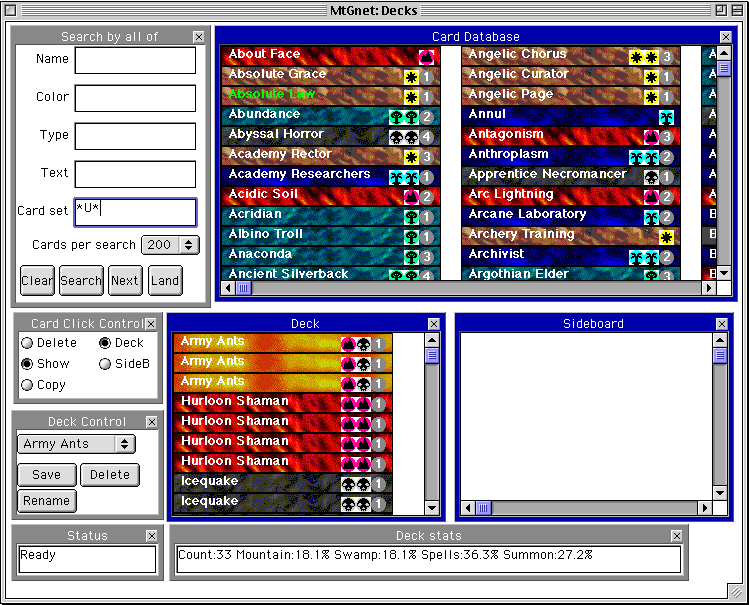 MtGnet: Decks
Search by all of
Name
Color
Type
Text
Card set *U*
Cards per search 200
Clear Search Next Land
Card Database
About Face
Absolute Grace 1
Absolute Law 1
Abundance 2
Abyssal Horror 4
Academy Rector 3
Academy Researchers 1
Acidic Soil 2
Acridian 1
Albino Troll 1
Anaconda 3
Ancient Silverback 4
Angelic Chorus 3
Angelic Curator 1
Angelic Page 1
Annul
Antagonism 3
Anthroplasm 2
Apprentice Necromancer 1
Arc Lightning 2
Arcane Laboratory 2
Archery Training
Archivist 2
Argothian Elder 3
Card Click Control
Delete Deck
Show SideB
Copy
Deck Control
Army Ants
Save Delete
Rename
Deck
Army Ants 1
Army Ants 1
Army Ants 1
Hurloon Shaman 1
Hurloon Shaman 1
Hurloon Shaman 1
Hurloon Shaman 1
Icequake 1
Icequake 1
Sideboard
Status
Ready
Deck stats
Count:33 Mountain:18.1% Swamp:18.1% Spells:36.3% Summon:27.2%